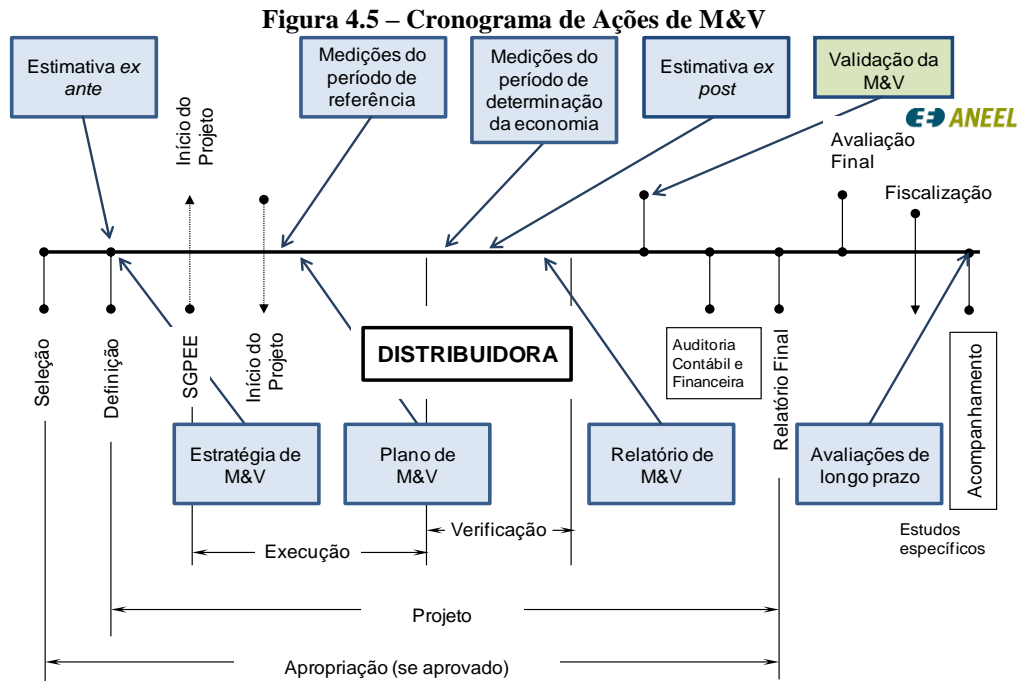 Figura 4.5 – Cronograma de Ações de M&V
Estimativa ex
ante
Início do
Projeto
Medições do
período de
referência
Medições do
período de
determinação
da economia
Estimativa ex
post
Validação da
M&V
ANEEL
Avaliação
Final
Fiscalização
Seleção
Definição
SGPEE
Início do
Projeto
DISTRIBUIDORA
Auditoria
Contábil e
Financeira
Relatório Final
Acompanhamento
Estratégia de
M&V
Plano de
M&V
Relatório de
M&V
Avaliações de
longo prazo
Estudos
específicos
Verificação
Execução
Projeto
Apropriação (se aprovado)